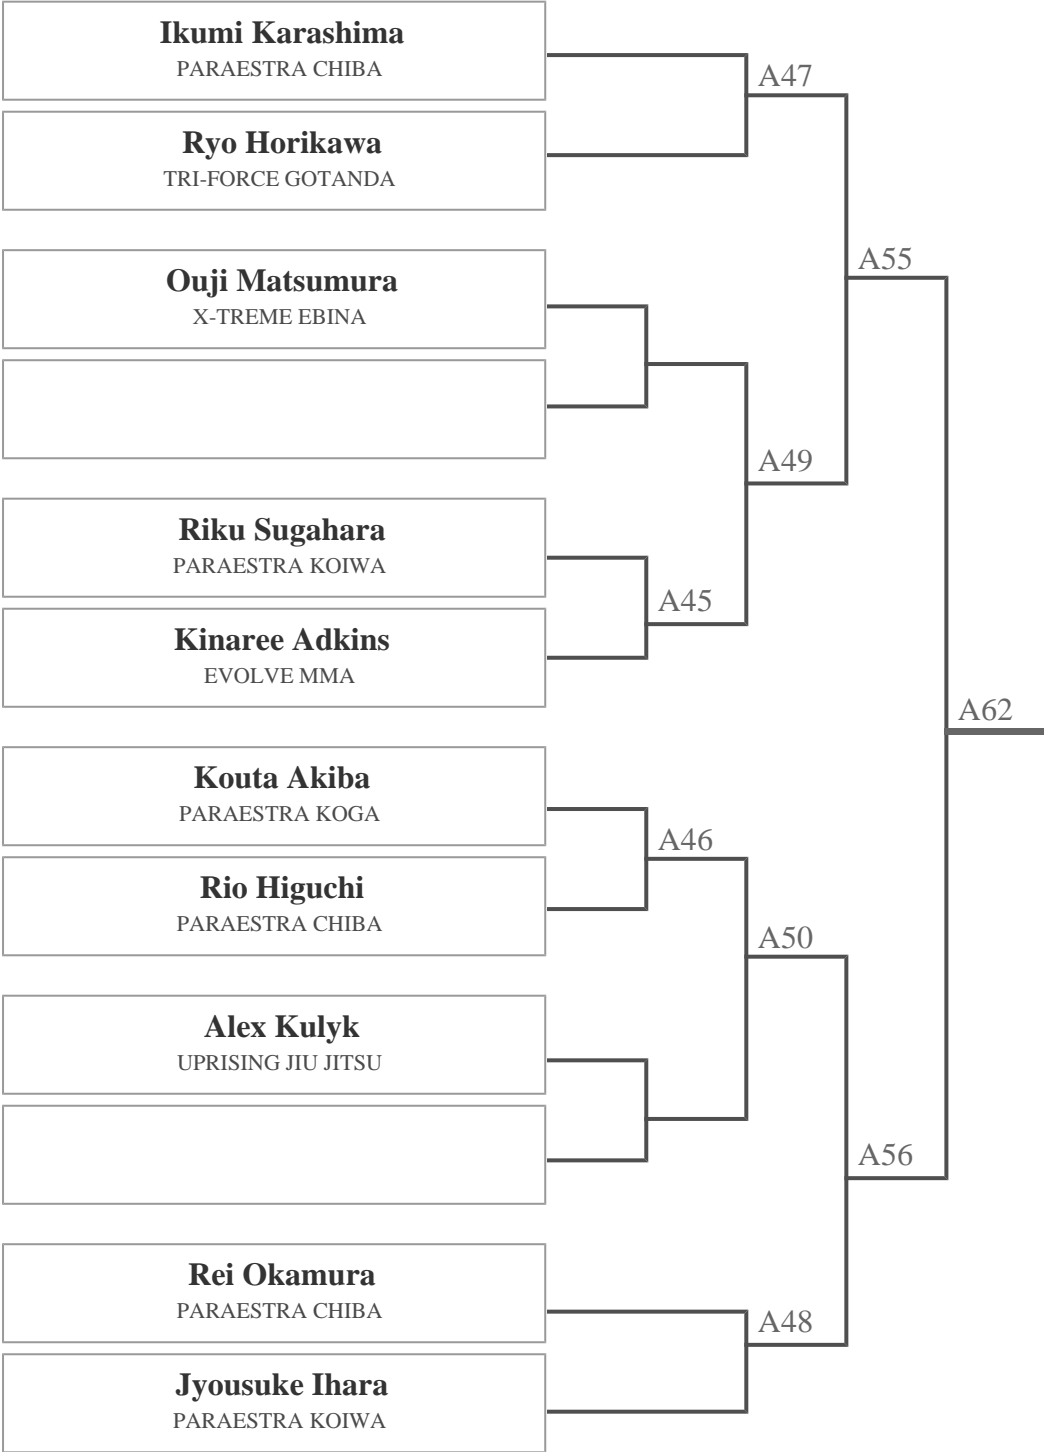 Ikumi Karashima
PARAESTRA CHIBA
A47
Ryo Horikawa
TRI-FORCE GOTANDA
A55
Ouji Matsumura
X-TREME EBINA
A49
Riku Sugahara
PARAESTRA KOIWA
A45
Kinaree Adkins
EVOLVE MMA
A62
Kouta Akiba
PARAESTRA KOGA
A46
Rio Higuchi
PARAESTRA CHIBA
A50
Alex Kulyk
UPRISING JIU JITSU
A56
Rei Okamura
PARAESTRA CHIBA
A48
Jyousuke Ihara
PARAESTRA KOIWA